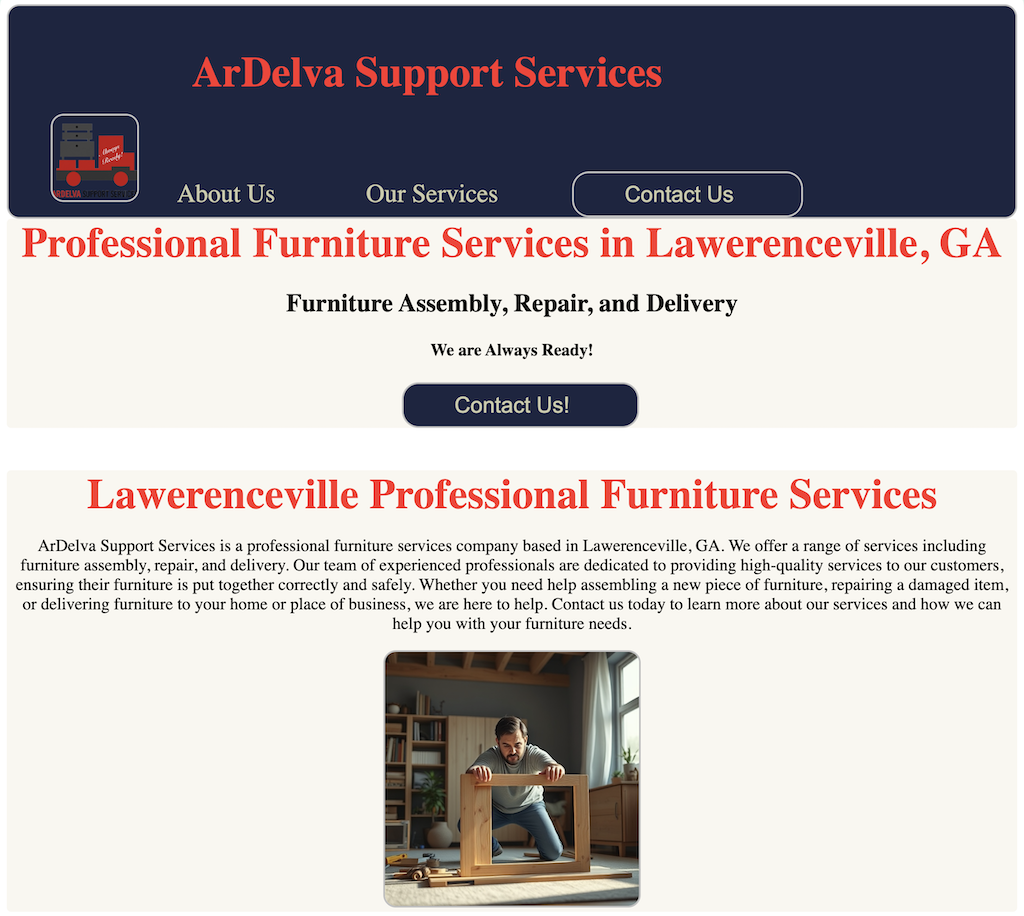 ArDelva Support Services
Always
Ready!
ARDELVA SUPPORT SERV
About Us
Our Services
Contact Us
Professional Furniture Services in Lawerenceville, GA
Furniture Assembly, Repair, and Delivery
We are Always Ready!
Contact Us!
Lawerenceville Professional Furniture Services
ArDelva Support Services is a professional furniture services company based in Lawerenceville, GA. We offer a range of services including
furniture assembly, repair, and delivery. Our team of experienced professionals are dedicated to providing high-quality services to our customers,
ensuring their furniture is put together correctly and safely. Whether you need help assembling a new piece of furniture, repairing a damaged item,
or delivering furniture to your home or place of business, we are here to help. Contact us today to learn more about our services and how we can
help you with your furniture needs.